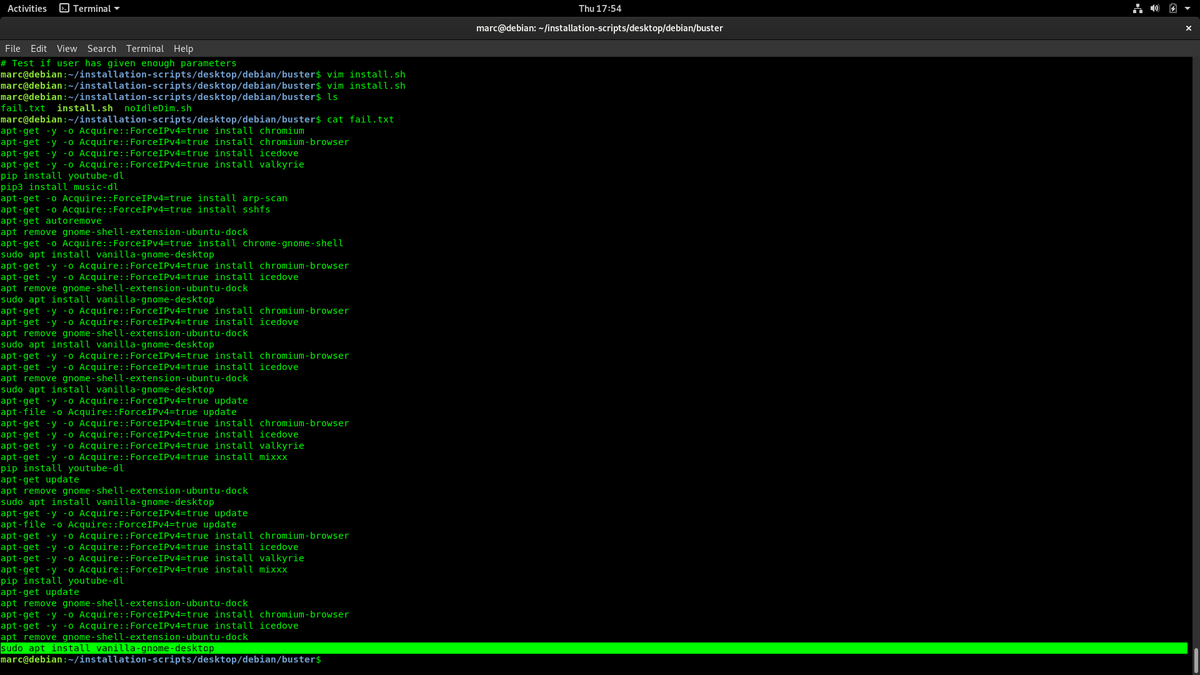 Activities Terminal Thu 17:54
marc@debian: ~/installation-scripts/desktop/debian/buster ×
File Edit View Search Terminal Help
# Test if user has given enough parameters
marc@debian:~/installation-scripts/desktop/debian/buster$ vim install.sh
marc@debian:~/installation-scripts/desktop/debian/buster$ vim install.sh
marc@debian:~/installation-scripts/desktop/debian/buster$ ls
fail.txt install.sh noIdleDim.sh
marc@debian:~/installation-scripts/desktop/debian/buster$ cat fail.txt
apt-get -y -o Acquire::ForceIPv4=true install chromium
apt-get -y -o Acquire::ForceIPv4=true install chromium-browser
apt-get -y -o Acquire::ForceIPv4=true install icedove
apt-get -y -o Acquire::ForceIPv4=true install valkyrie
pip install youtube-dl
pip3 install music-dl
apt-get -o Acquire::ForceIPv4=true install arp-scan
apt-get -o Acquire::ForceIPv4=true install sshfs
apt-get autoremove
apt remove gnome-shell-extension-ubuntu-dock
apt-get -o Acquire::ForceIPv4=true install chrome-gnome-shell
sudo apt install vanilla-gnome-desktop
apt-get -y -o Acquire::ForceIPv4=true install chromium-browser
apt-get -y -o Acquire::ForceIPv4=true install icedove
apt remove gnome-shell-extension-ubuntu-dock
sudo apt install vanilla-gnome-desktop
apt-get -y -o Acquire::ForceIPv4=true install chromium-browser
apt-get -y -o Acquire::ForceIPv4=true install icedove
apt remove gnome-shell-extension-ubuntu-dock
sudo apt install vanilla-gnome-desktop
apt-get -y -o Acquire::ForceIPv4=true install chromium-browser
apt-get -y -o Acquire::ForceIPv4=true install icedove
apt remove gnome-shell-extension-ubuntu-dock
sudo apt install vanilla-gnome-desktop
apt-get -y -o Acquire::ForceIPv4=true update
apt-file -o Acquire::ForceIPv4=true update
apt-get -y -o Acquire::ForceIPv4=true install chromium-browser
apt-get -y -o Acquire::ForceIPv4=true install icedove
apt-get -y -o Acquire::ForceIPv4=true install valkyrie
apt-get -y -o Acquire::ForceIPv4=true install mixxx
pip install youtube-dl
apt-get update
apt remove gnome-shell-extension-ubuntu-dock
sudo apt install vanilla-gnome-desktop
apt-get -y -o Acquire::ForceIPv4=true update
apt-file -o Acquire::ForceIPv4=true update
apt-get -y -o Acquire::ForceIPv4=true install chromium-browser
apt-get -y -o Acquire::ForceIPv4=true install icedove
apt-get -y -o Acquire::ForceIPv4=true install valkyrie
apt-get -y -o Acquire::ForceIPv4=true install mixxx
pip install youtube-dl
apt-get update
apt remove gnome-shell-extension-ubuntu-dock
apt-get -y -o Acquire::ForceIPv4=true install chromium-browser
apt-get -y -o Acquire::ForceIPv4=true install icedove
apt remove gnome-shell-extension-ubuntu-dock
sudo apt install vanilla-gnome-desktop
marc@debian:~/installation-scripts/desktop/debian/buster$